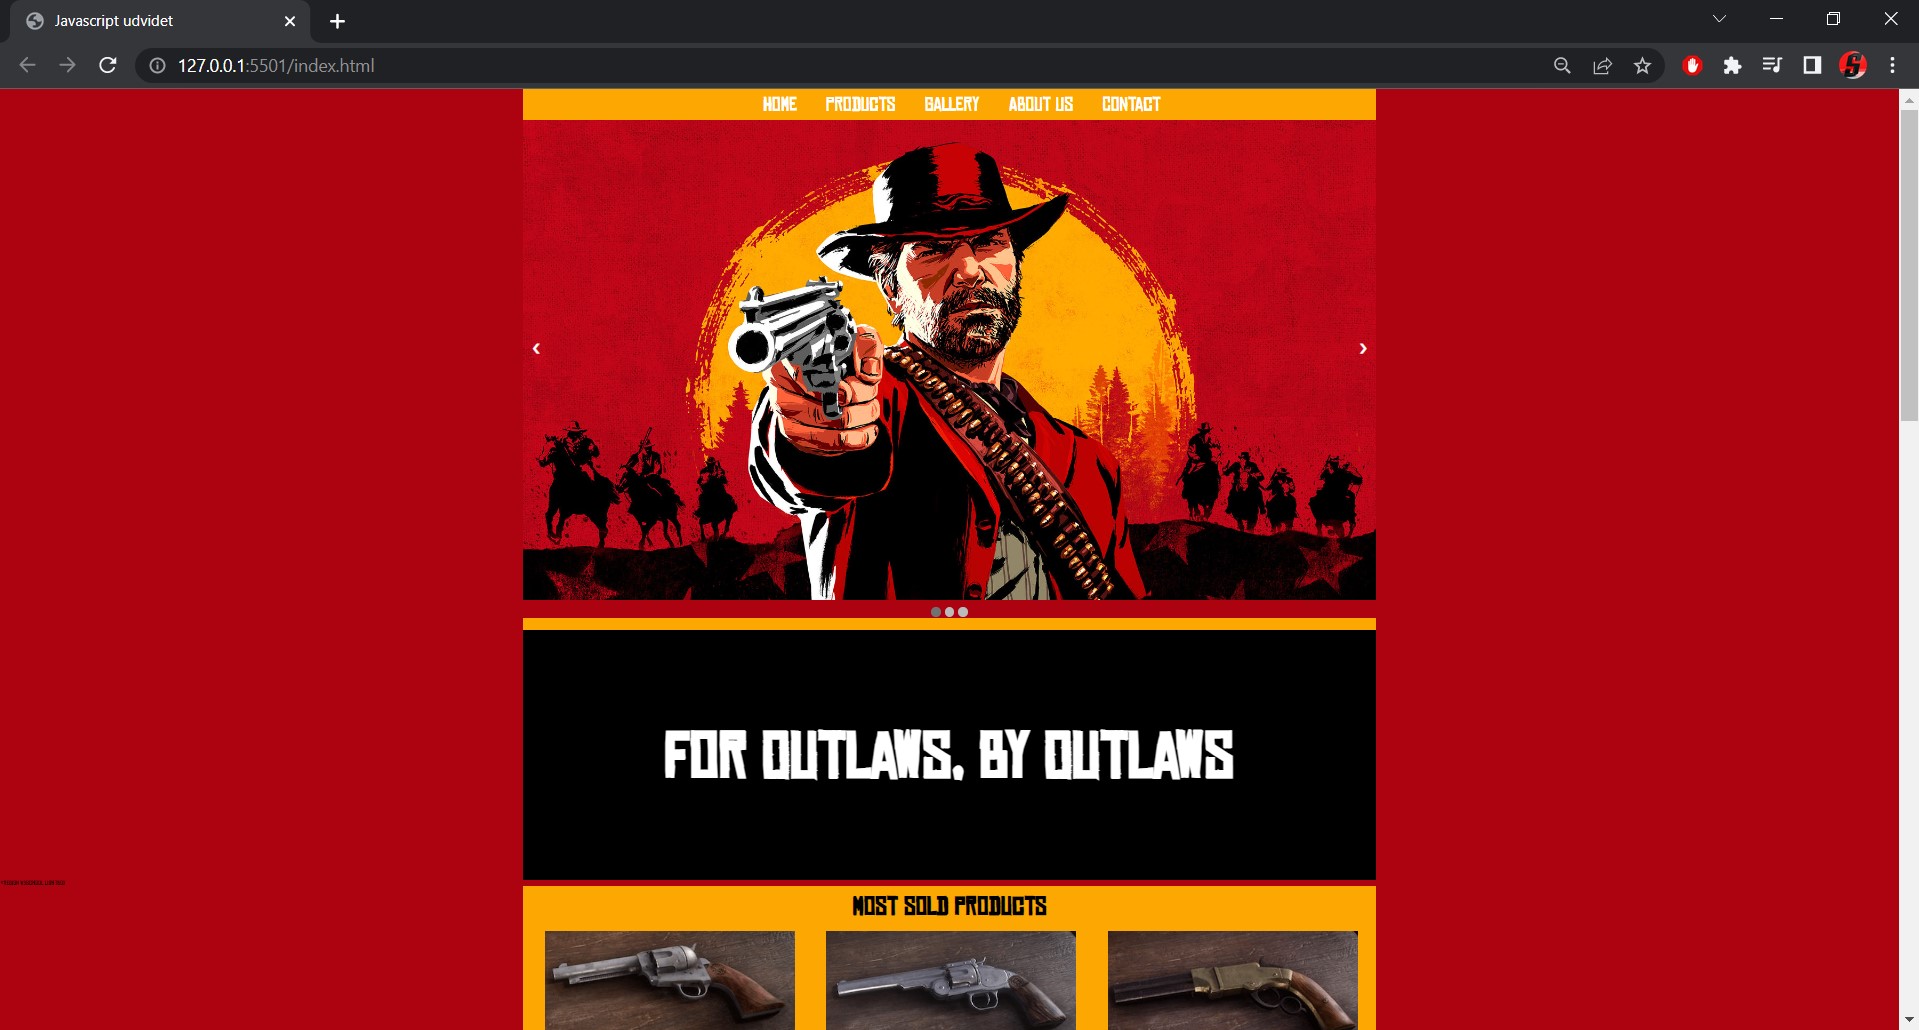 Javascript udvidet
127.0.0.1:5501/index.html
HOME PRODUCTS GALLERY ABOUT US CONTACT
FOR OUTLAWS, BY OUTLAWS
MOST SOLD PRODUCTS